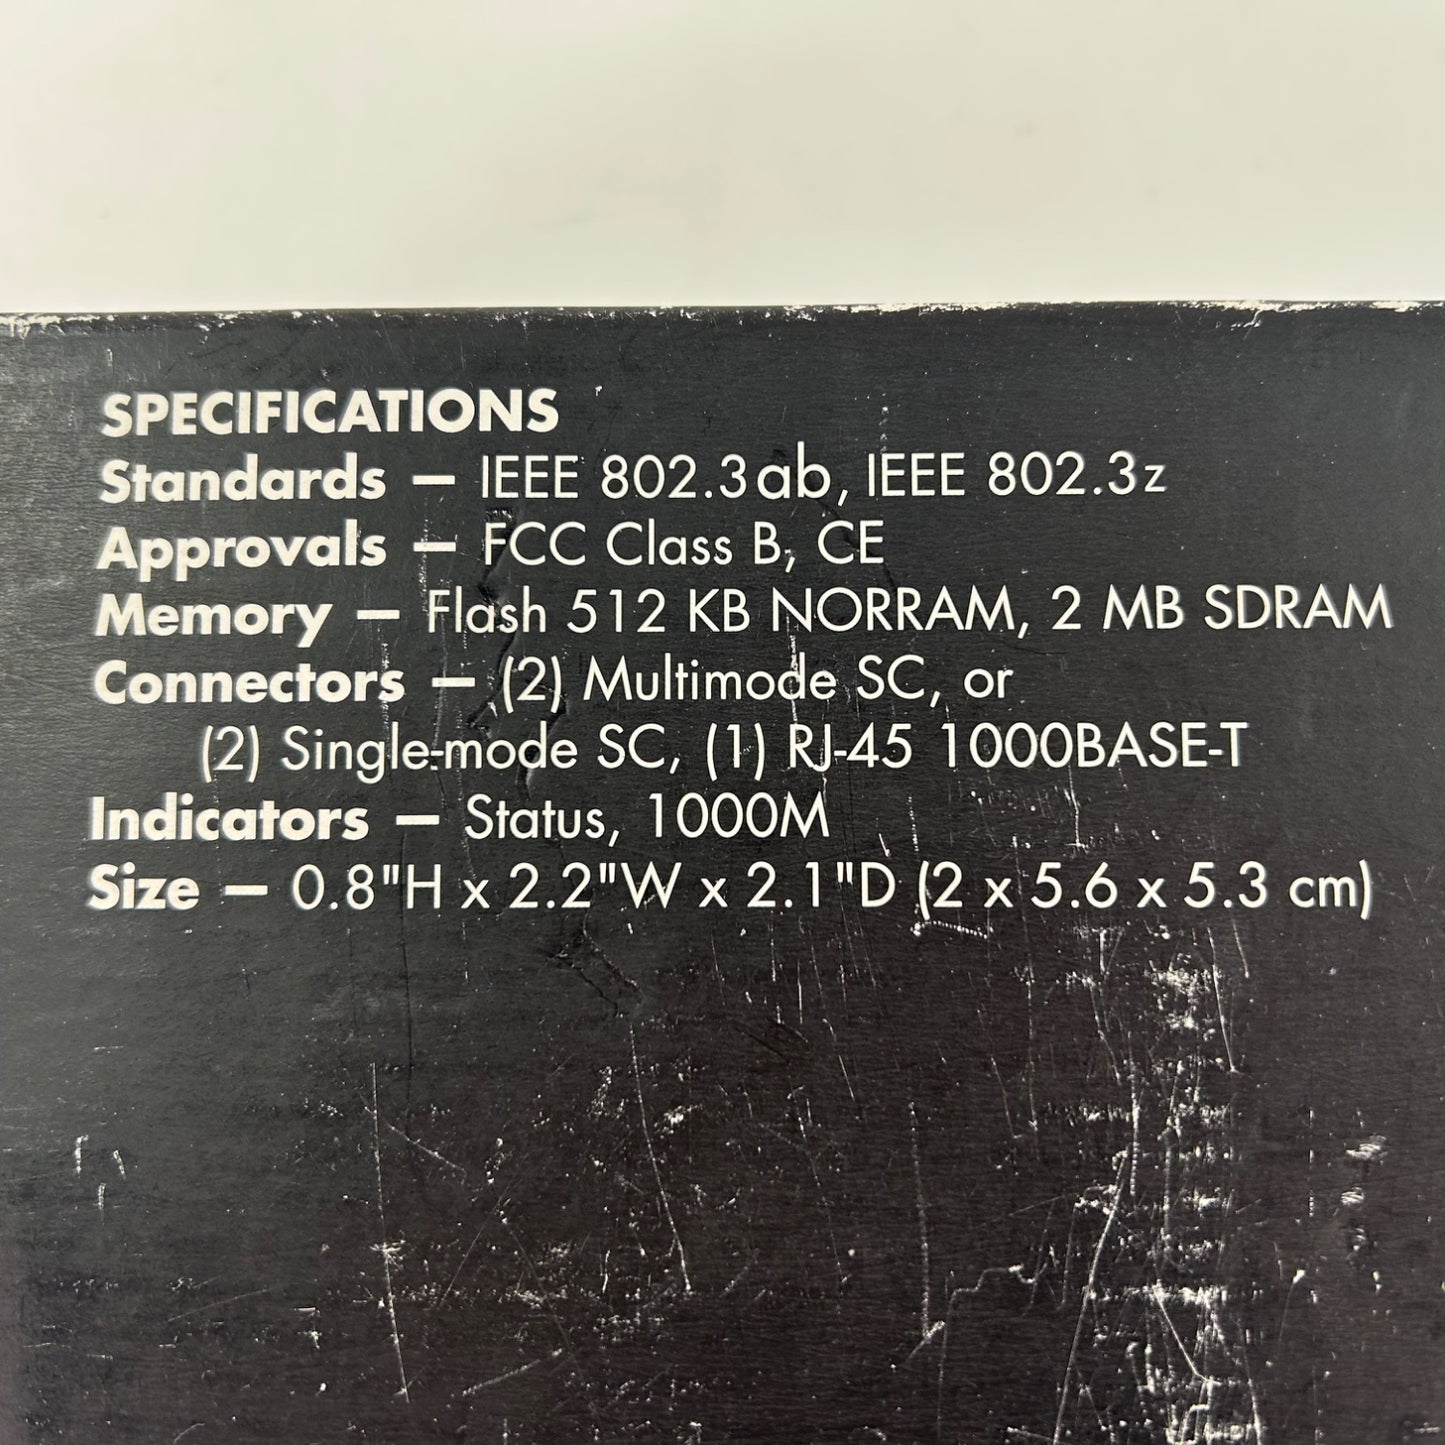 SPECIFICATIONS
Standards — IEEE 802.3ab, IEEE 802.3z
Approvals — FCC Class B, CE
Memory — Flash 512 KB NORRAM, 2 MB SDRAM
Connectors — (2) Multimode SC, or
(2) Single-mode SC, (1) RJ-45 1000BASE-T
Indicators — Status, 1000M
Size — 0.8"H x 2.2"W x 2.1"D (2 x 5.6 x 5.3 cm)